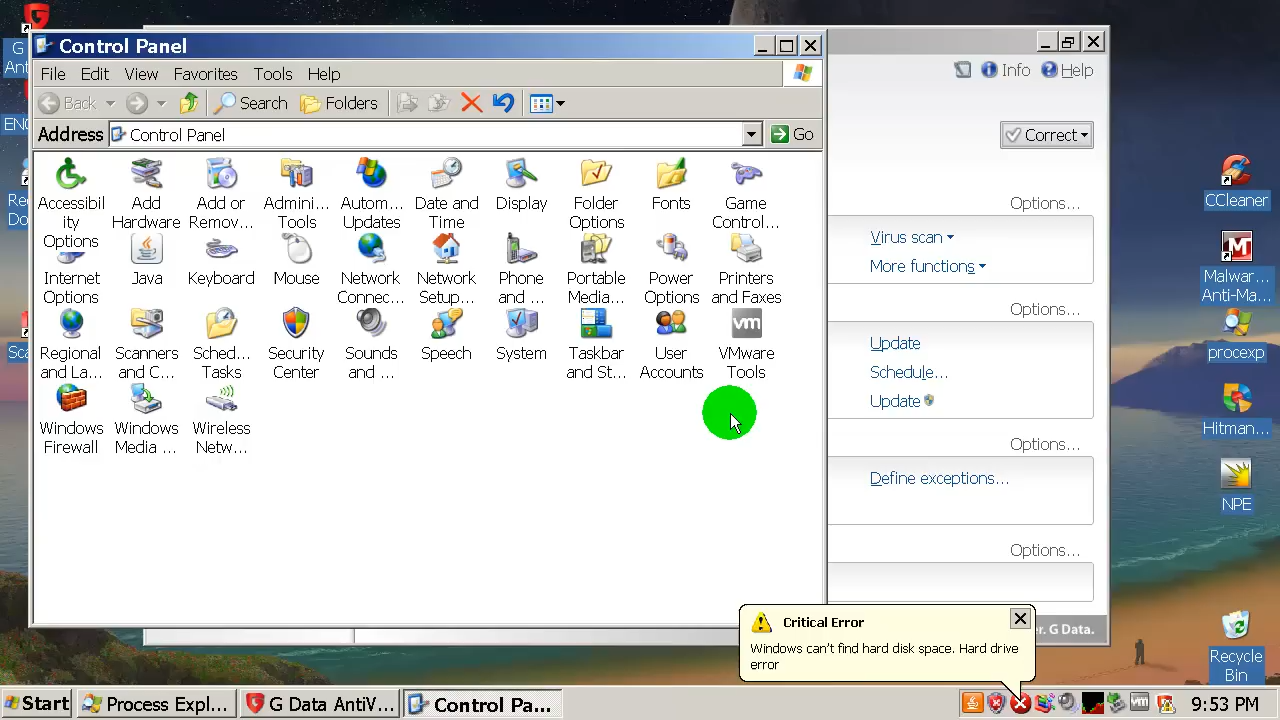 Control Panel
File Edit View Favorites Tools Help
Back Search Folders
Address Control Panel Go
Accessibil
ity
Options
Add
Hardware
Add or
Remov...
Admini...
Tools
Autom...
Updates
Date and
Time
Display
Folder
Options
Fonts
Game
Control...
Internet
Options
Java
Keyboard
Mouse
Network
Connec...
Network
Setup...
Phone
and ...
Portable
Media...
Power
Options
Printers
and Faxes
Regional
and La...
Scanners
and C...
Sched...
Tasks
Security
Center
Sounds
and ...
Speech
System
Taskbar
and St...
User
Accounts
vm
VMware
Tools
Windows
Firewall
Windows
Media ...
Wireless
Netw...
Info Help
Correct
Options...
Virus scan
More functions
Options...
Update
Schedule...
Update
Options...
Define exceptions...
Options...
G Data.
Critical Error
Windows can't find hard disk space. Hard drive
error
CCleaner
Malwar...
Anti-Ma...
procexp
Hitman...
NPE
Recycle
Bin
Start
Process Expl...
G Data AntiV...
Control Pa...
vm
9:53 PM